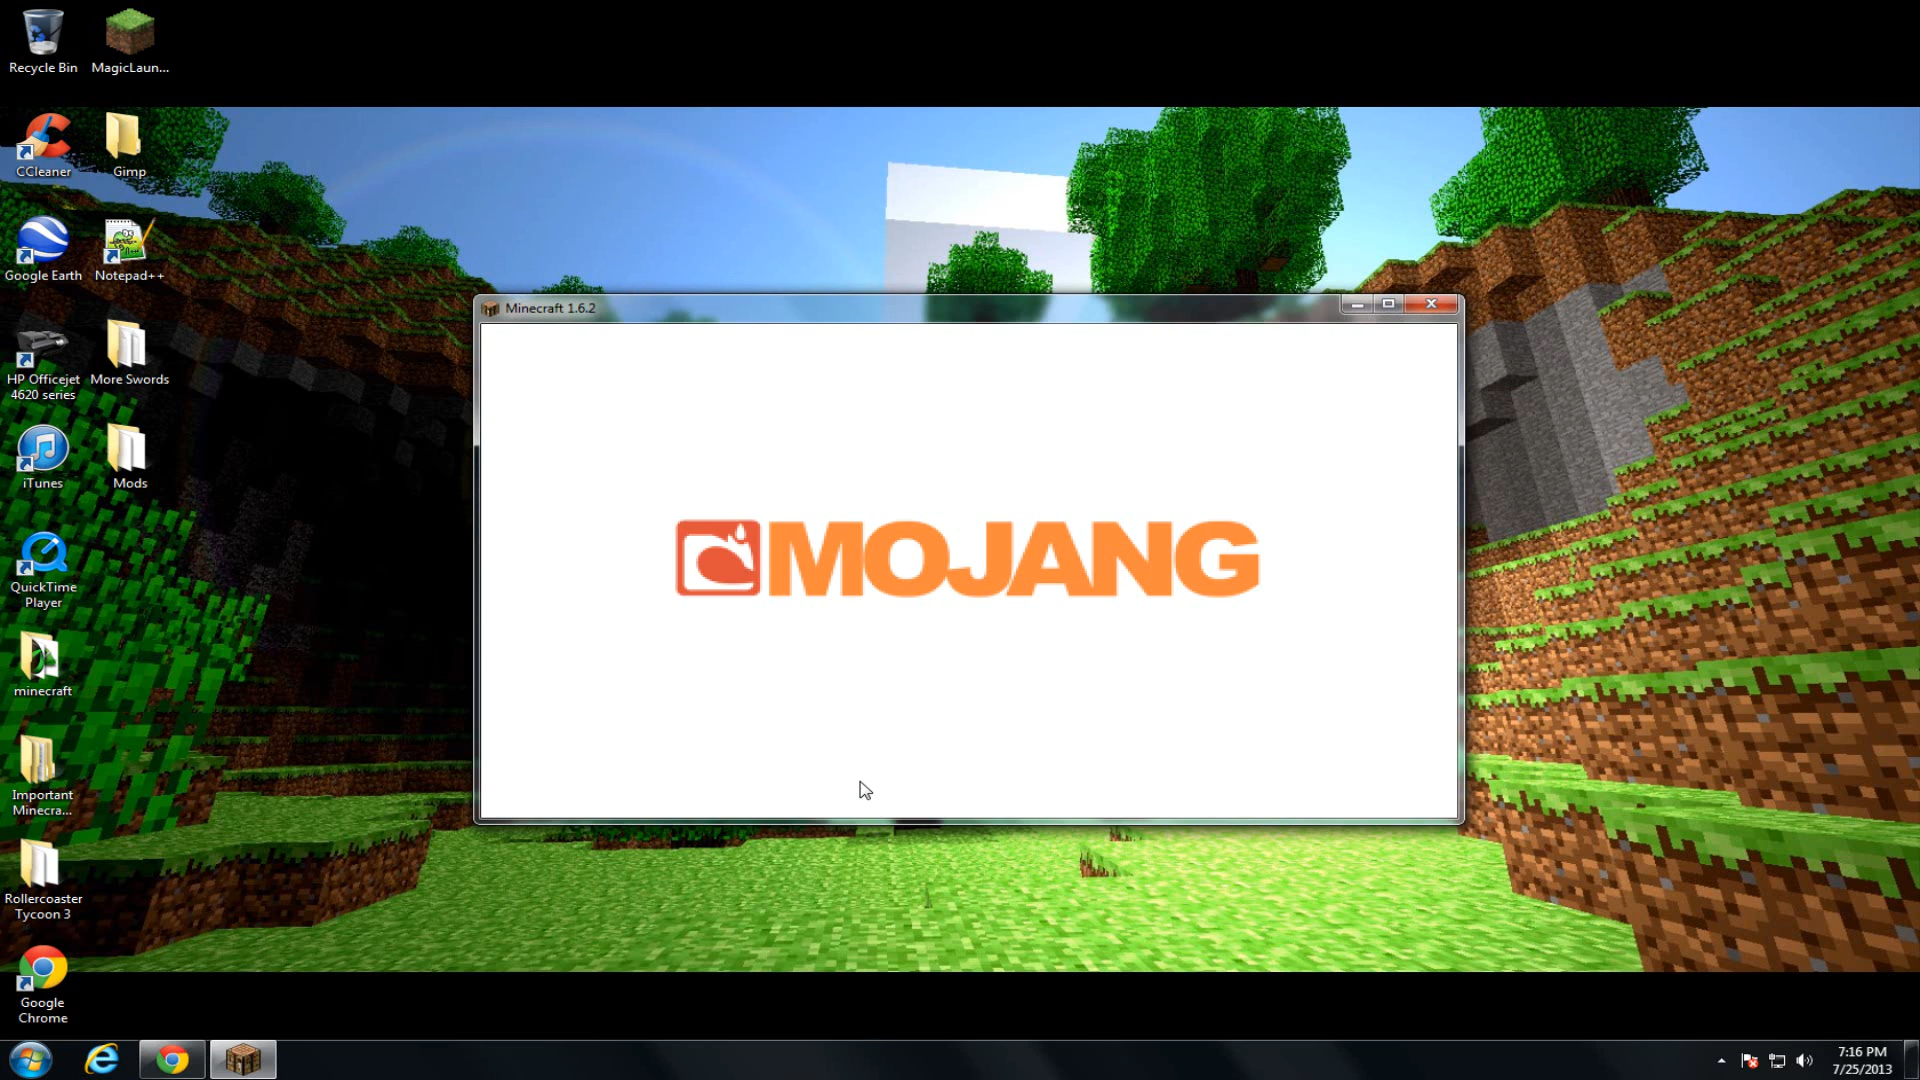 Recycle Bin
MagicLaun...
CCleaner
Gimp
Google Earth
Notepad++
HP Officejet
4620 series
More Swords
iTunes
Mods
QuickTime
Player
minecraft
Important
Minecra...
Rollercoaster
Tycoon 3
Google
Chrome
Minecraft 1.6.2
MOJANG
7:16 PM
7/25/2013